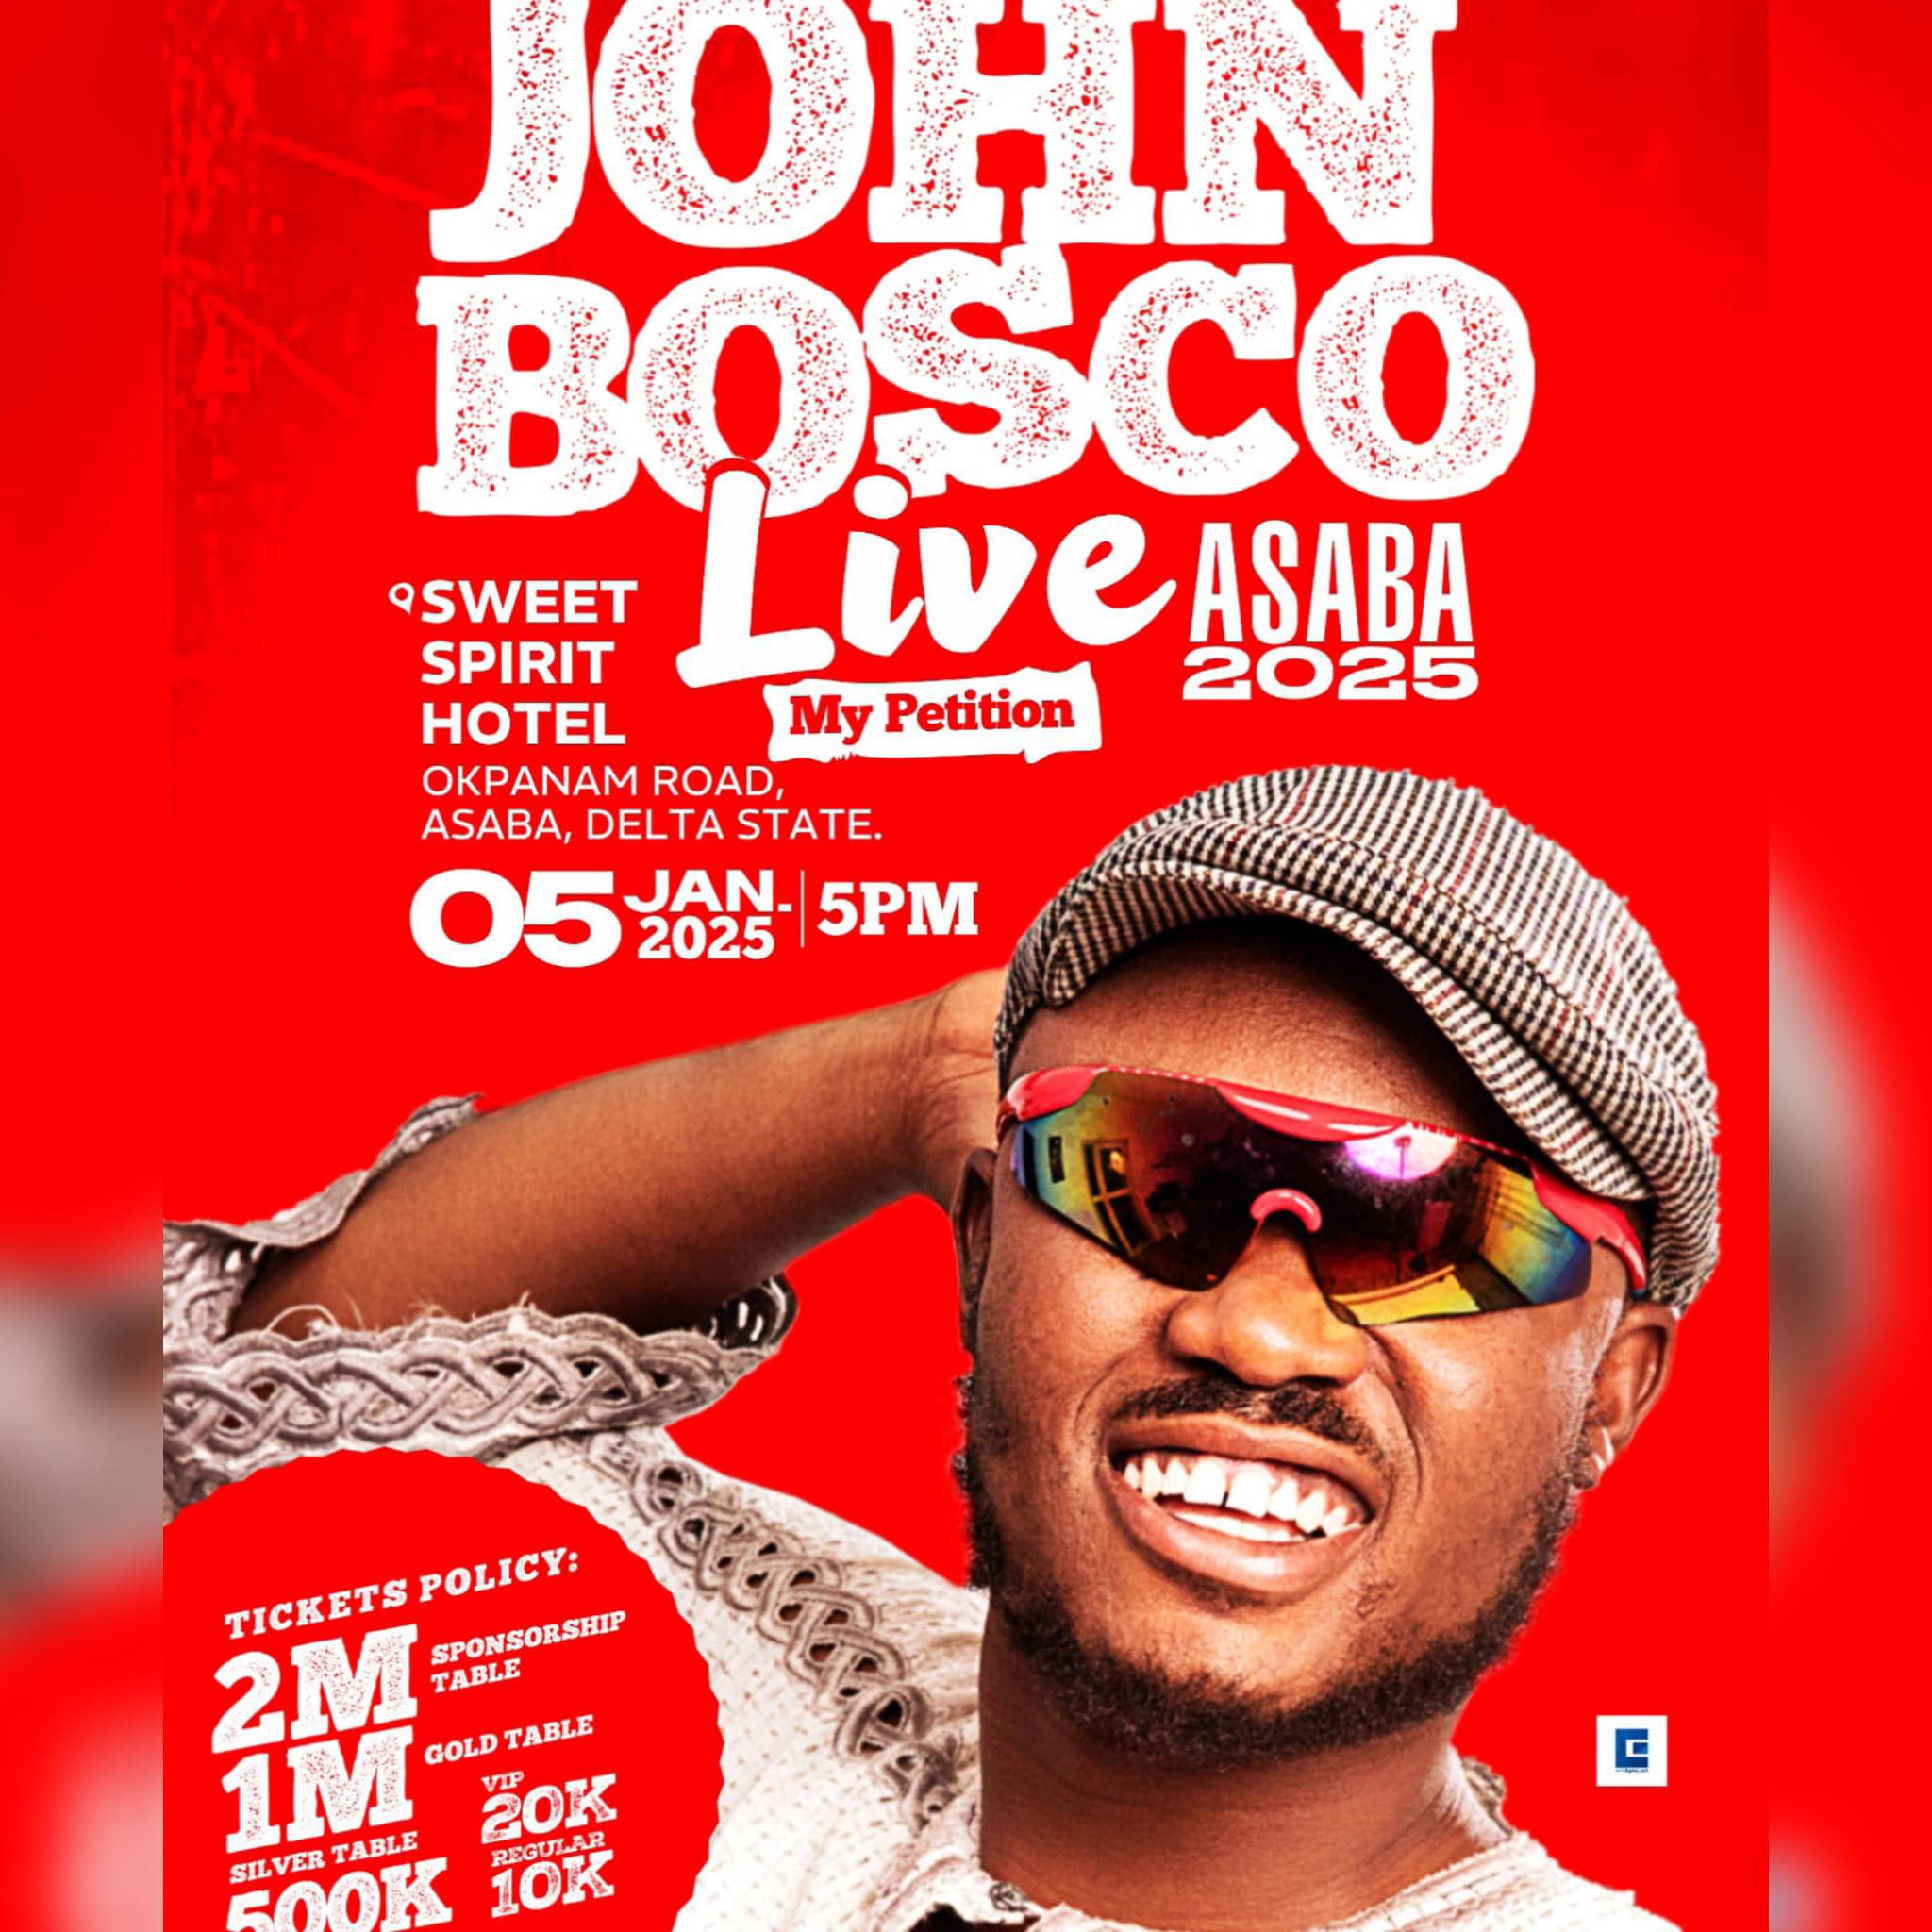 JOHN
BOSCO
Live
ASABA
2025
My Petition
SWEET
SPIRIT
HOTEL
OKPANAM ROAD,
ASABA, DELTA STATE.
05 JAN.
2025
5PM
TICKETS POLICY:
2M SPONSORSHIP
TABLE
1M GOLD TABLE
SILVER TABLE
500K
VIP
20K
REGULAR
10K